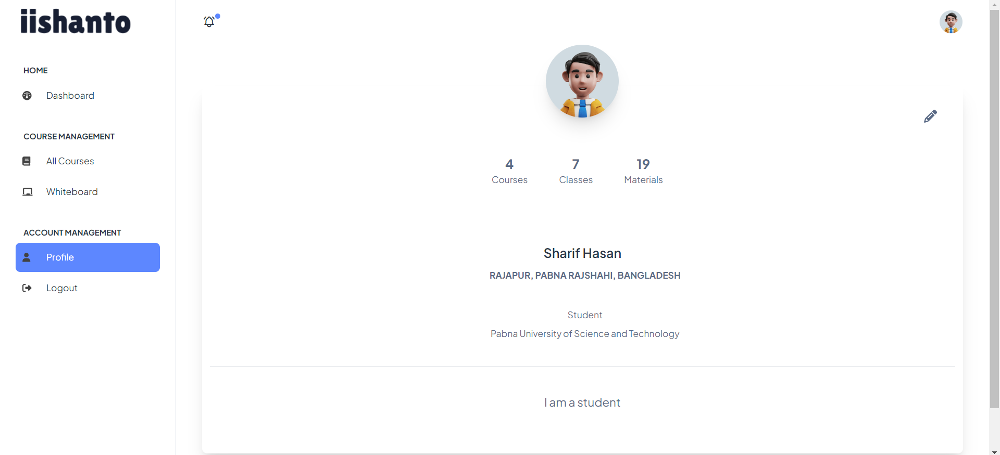 iishanto
HOME
Dashboard
COURSE MANAGEMENT
All Courses
Whiteboard
ACCOUNT MANAGEMENT
Profile
Logout
4 7 19
Courses Classes Materials
Sharif Hasan
RAJAPUR, PABNA RAJSHAHI, BANGLADESH
Student
Pabna University of Science and Technology
I am a student